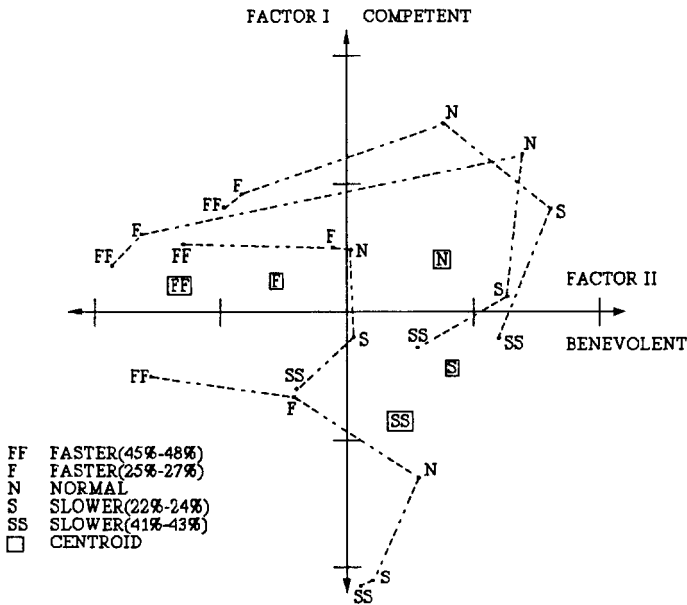 FACTOR I COMPETENT
N
N
F
FF
S
F
FF
FF
F
N
N
FF
F
FACTOR II
S
S
SS
SS
BENEVOLENT
S
FF
SS
F
SS
N
S
SS
FF FASTER(45%-48%)
F FASTER(25%-27%)
N NORMAL
S SLOWER(22%-24%)
SS SLOWER(41%-43%)
CENTROID